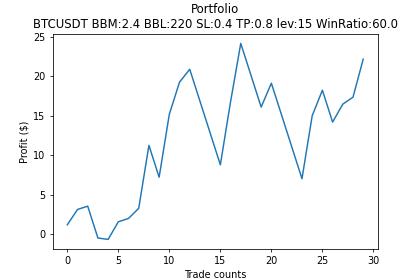 Portfolio
BTCUSDT BBM:2.4 BBL:220 SL:0.4 TP:0.8 lev:15 WinRatio:60.0
25
20
15
10
5
0
Profit ($)
0 5 10 15 20 25 30
Trade counts